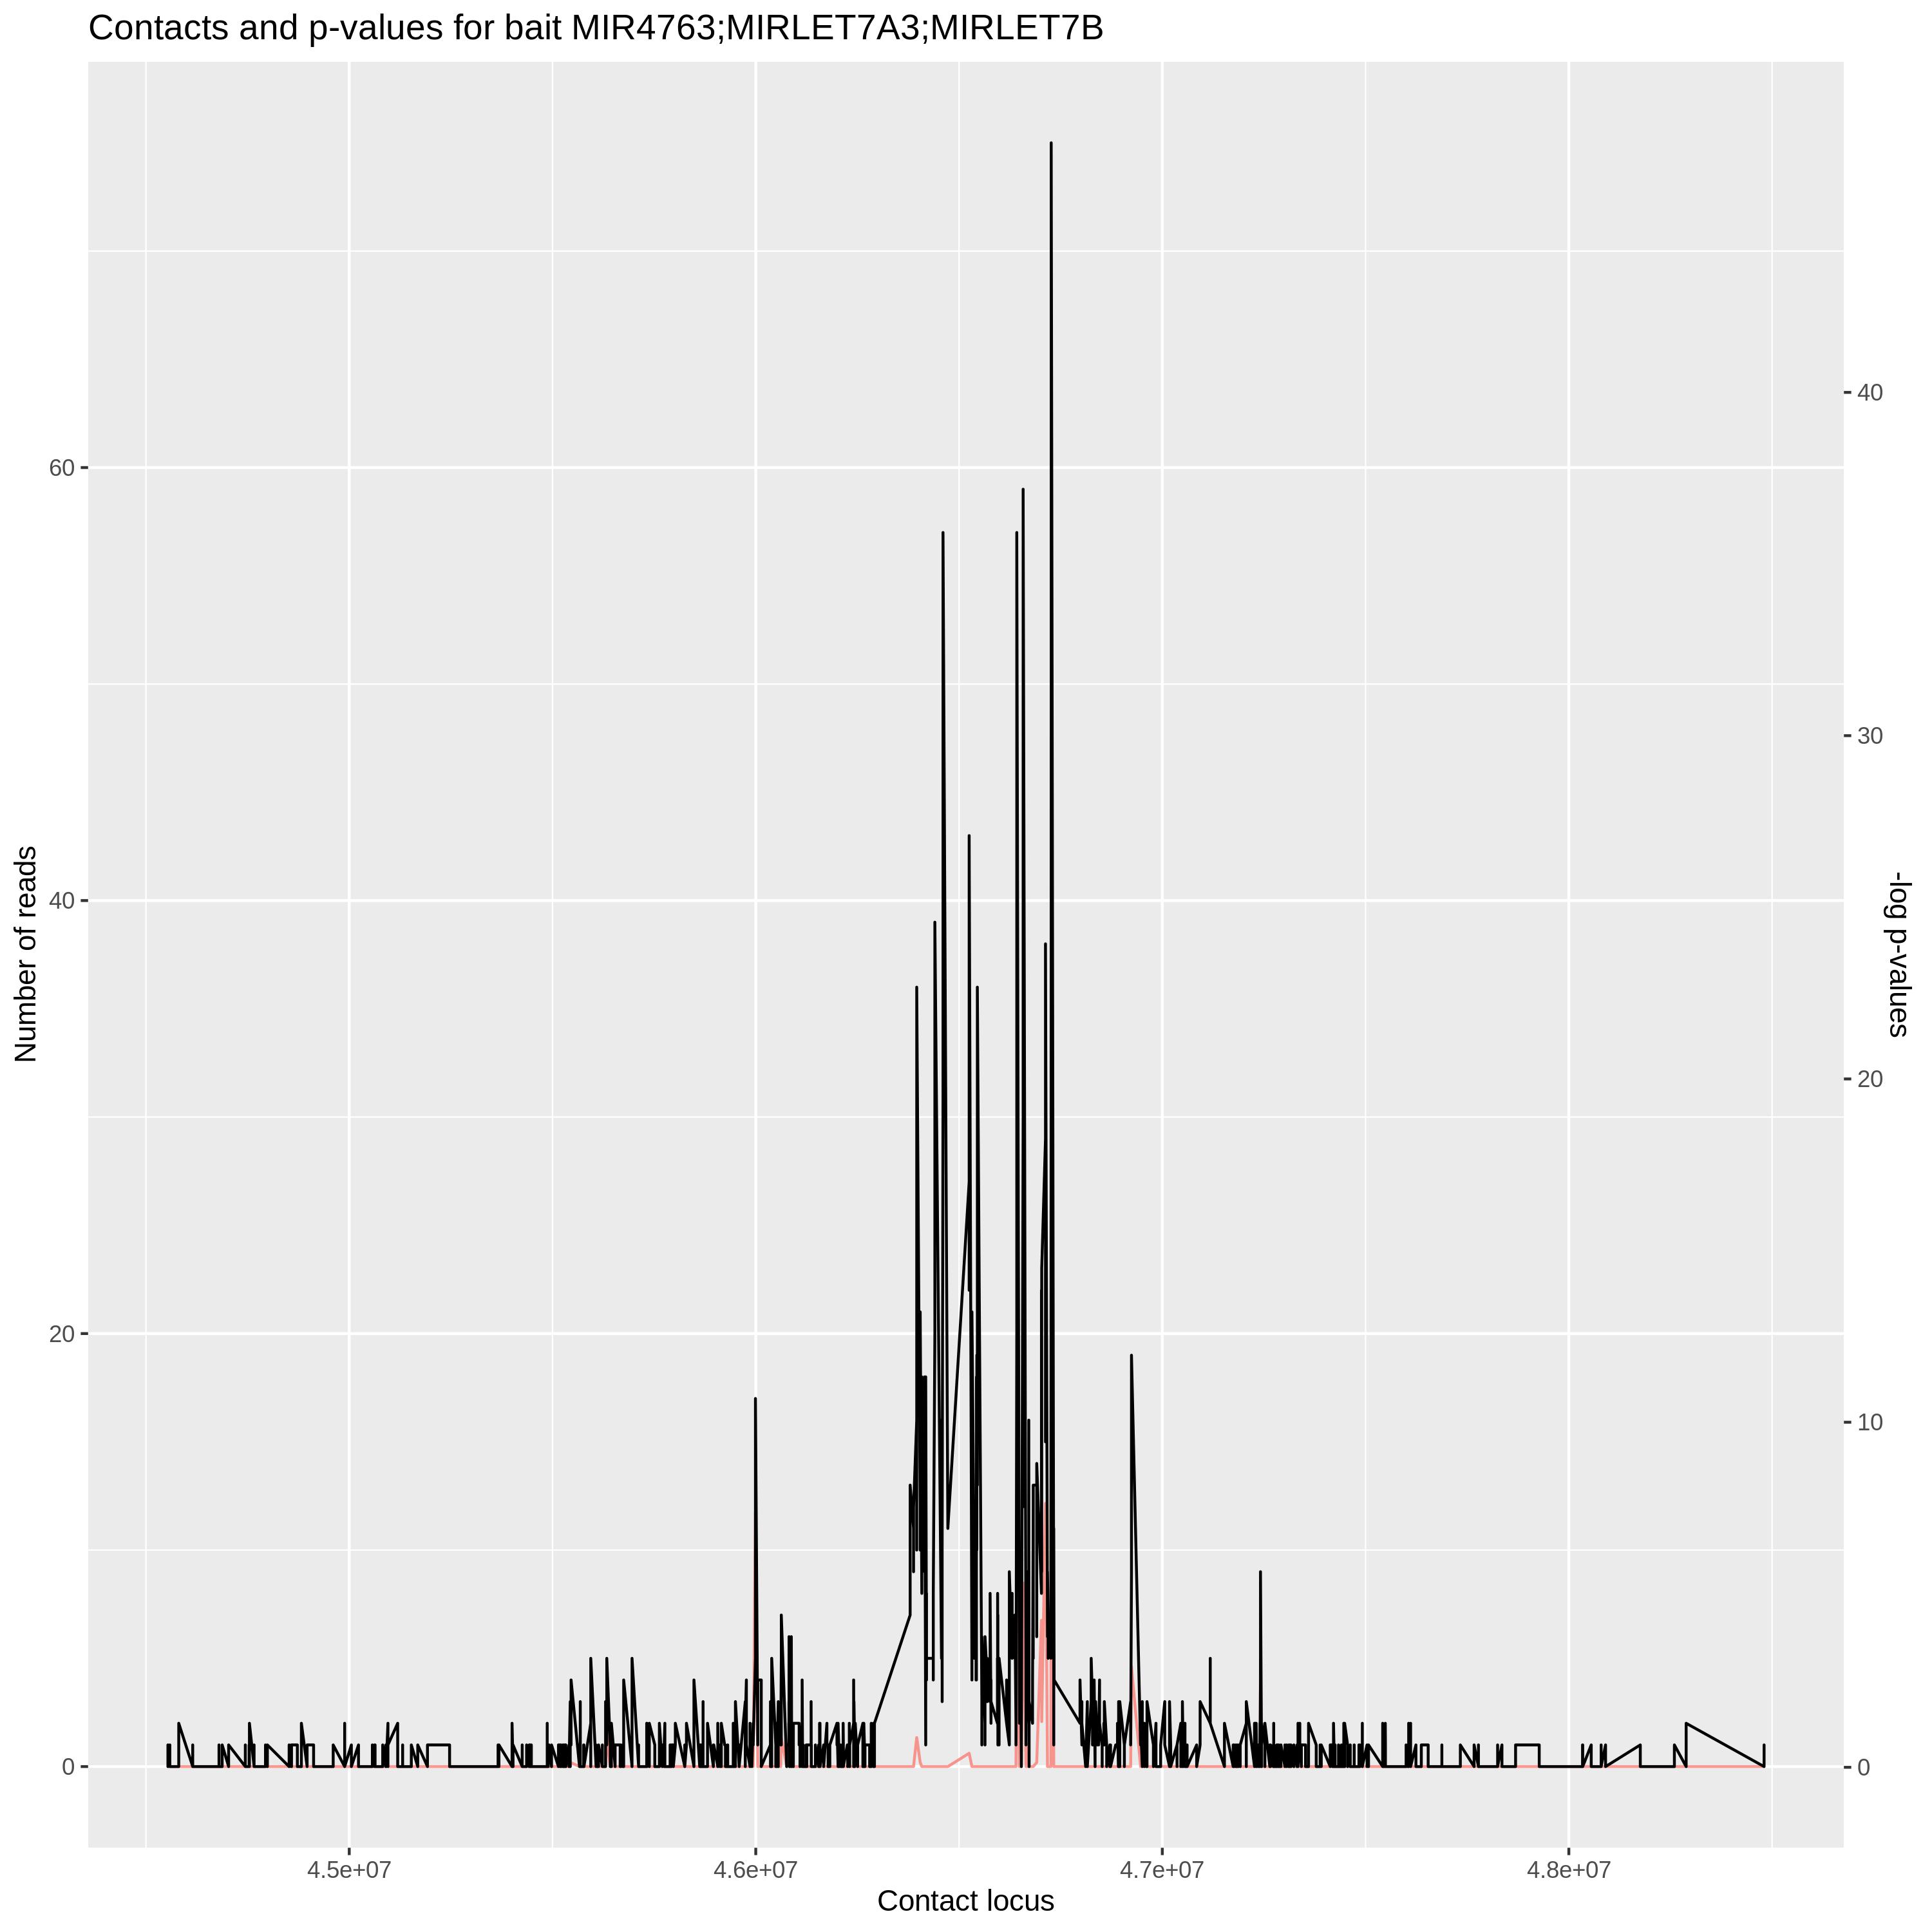 Contacts and p-values for bait MIR4763;MIRLET7A3;MIRLET7B
Number of reads
60
40
20
0
40
30
20
10
0
-log p-values
4.5e+07 4.6e+07 4.7e+07 4.8e+07
Contact locus